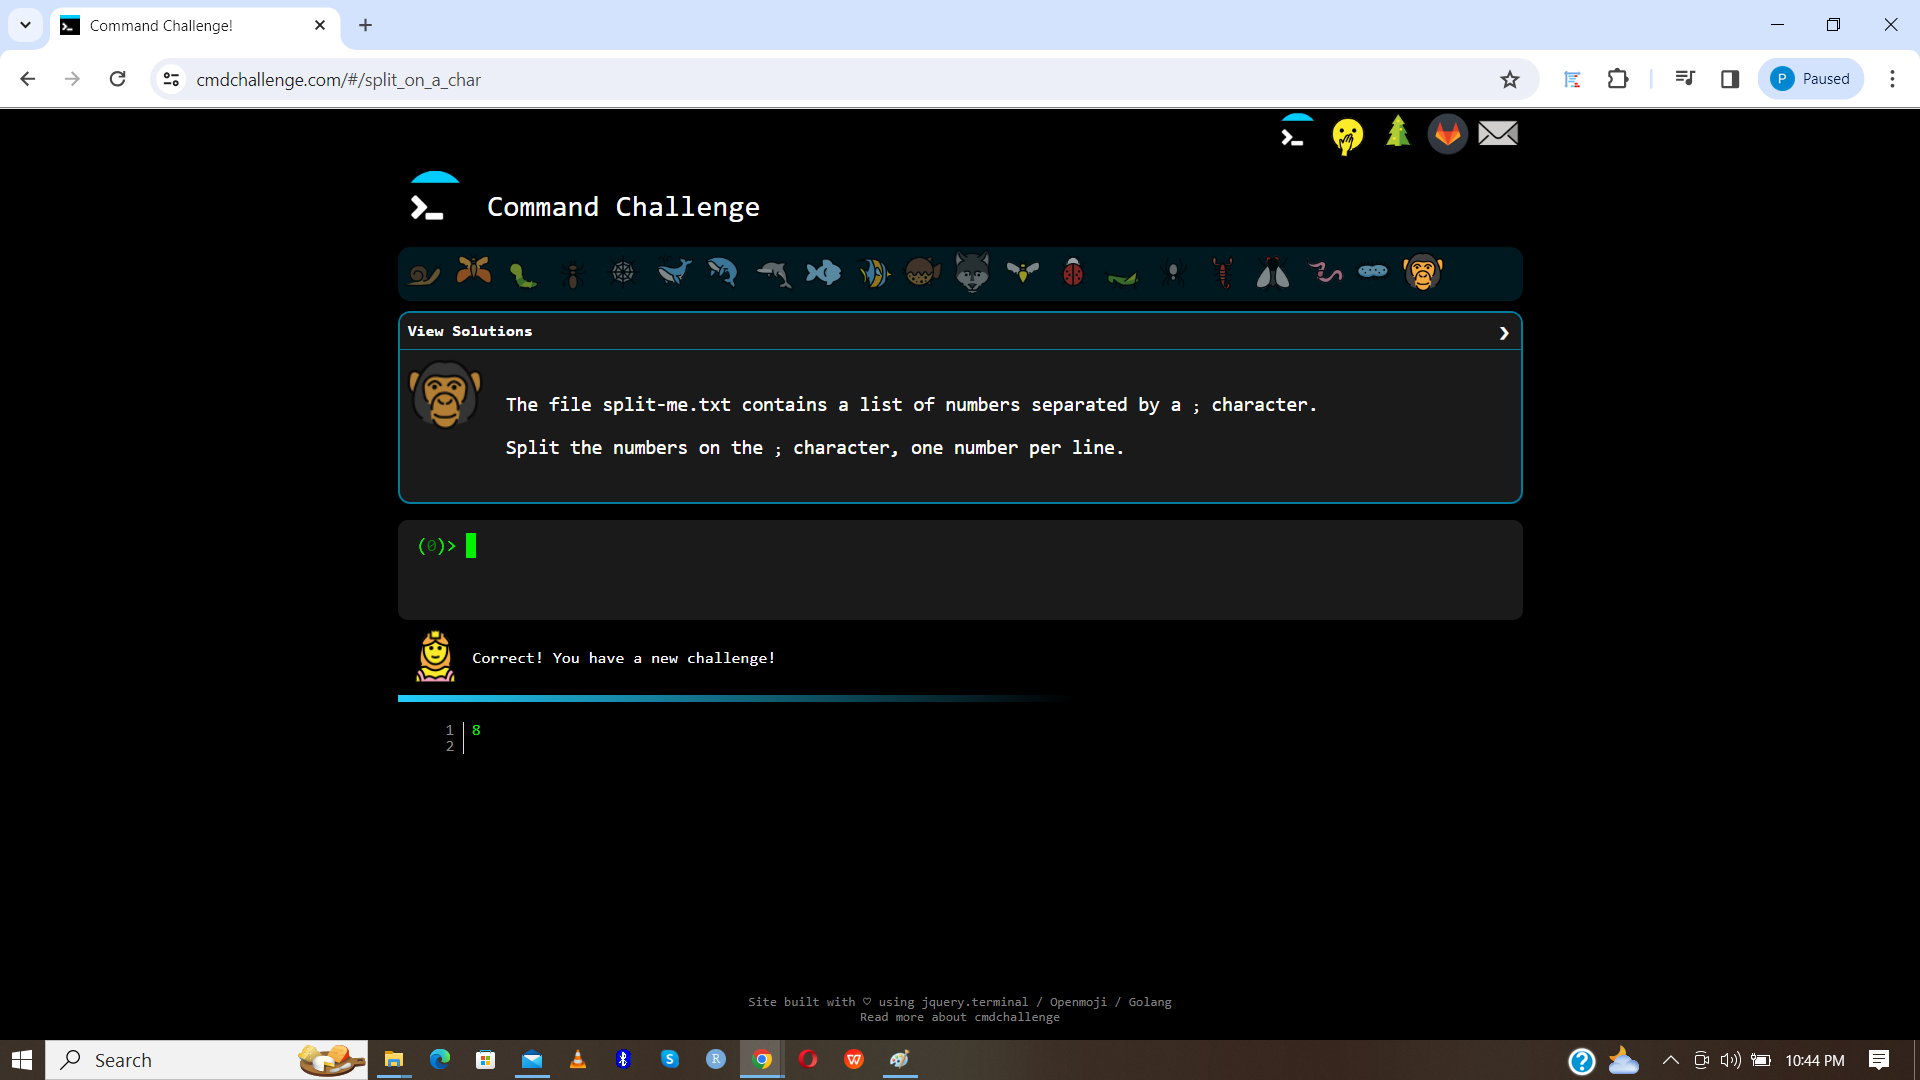 Command Challenge!
cmdchallenge.com/#/split_on_a_char
P Paused
Command Challenge
View Solutions
The file split-me.txt contains a list of numbers separated by a ; character.
Split the numbers on the ; character, one number per line.
(0)>
Correct! You have a new challenge!
1 8
2
Site built with ♡ using jquery.terminal / Openmoji / Golang
Read more about cmdchallenge
Search
10:44 PM